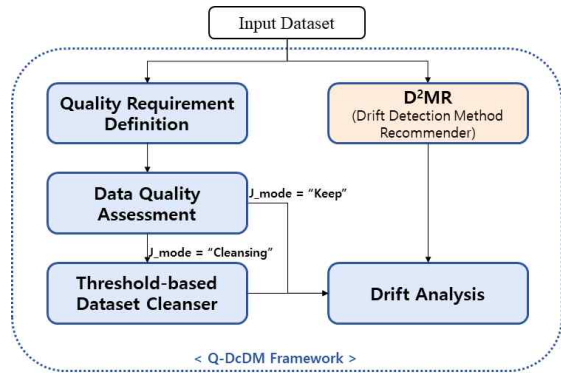 Input Dataset
Quality Requirement
Definition
D²MR
(Drift Detection Method
Recommender)
Data Quality
Assessment
J_mode = "Keep"
J_mode = "Cleansing"
Threshold-based
Dataset Cleanser
Drift Analysis
< Q-DcDM Framework >